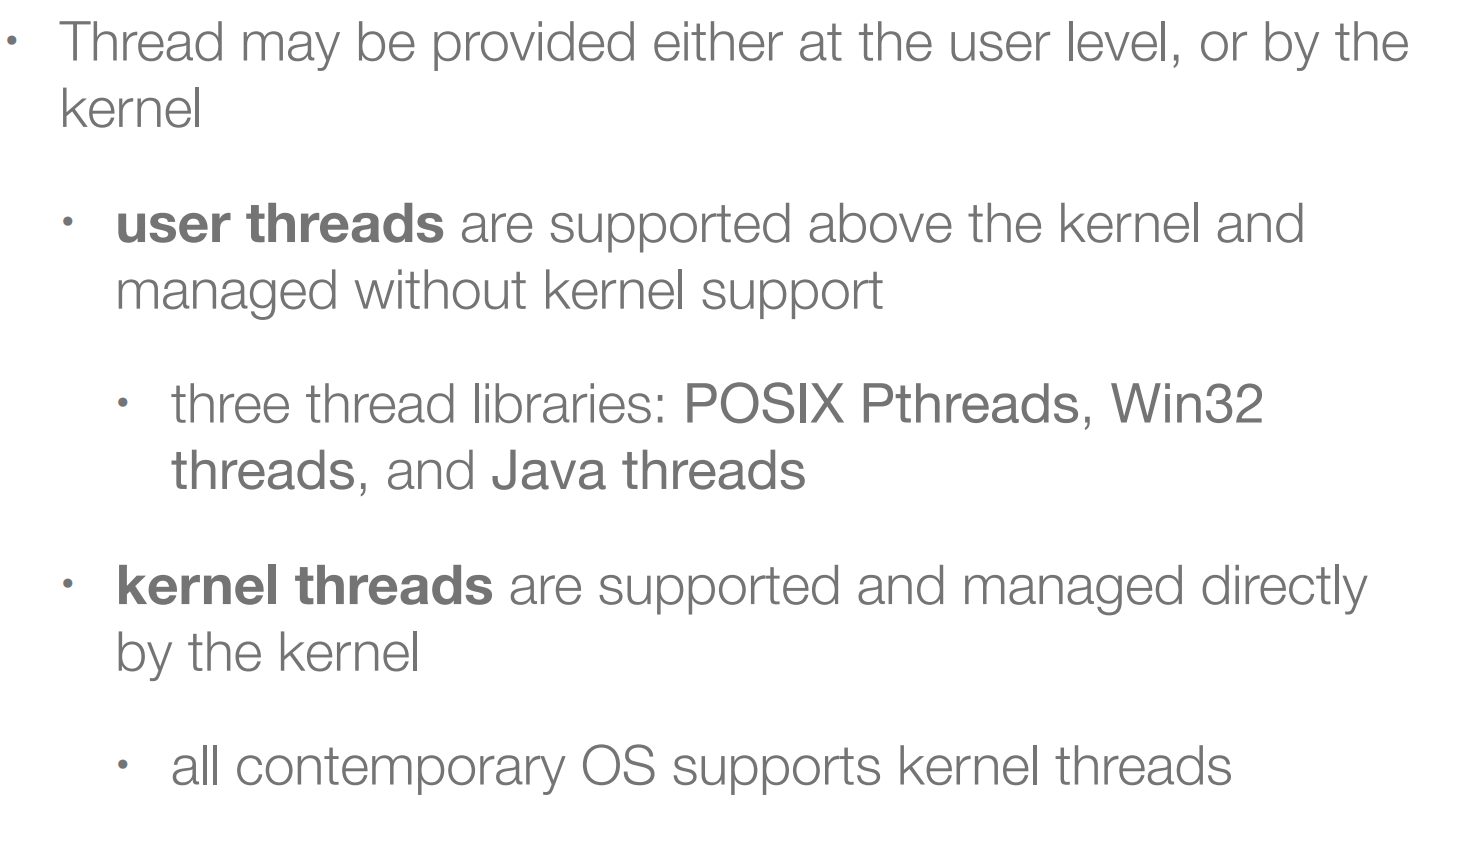 • Thread may be provided either at the user level, or by the
kernel
• user threads are supported above the kernel and
managed without kernel support
• three thread libraries: POSIX Pthreads, Win32
threads, and Java threads
• kernel threads are supported and managed directly
by the kernel
• all contemporary OS supports kernel threads